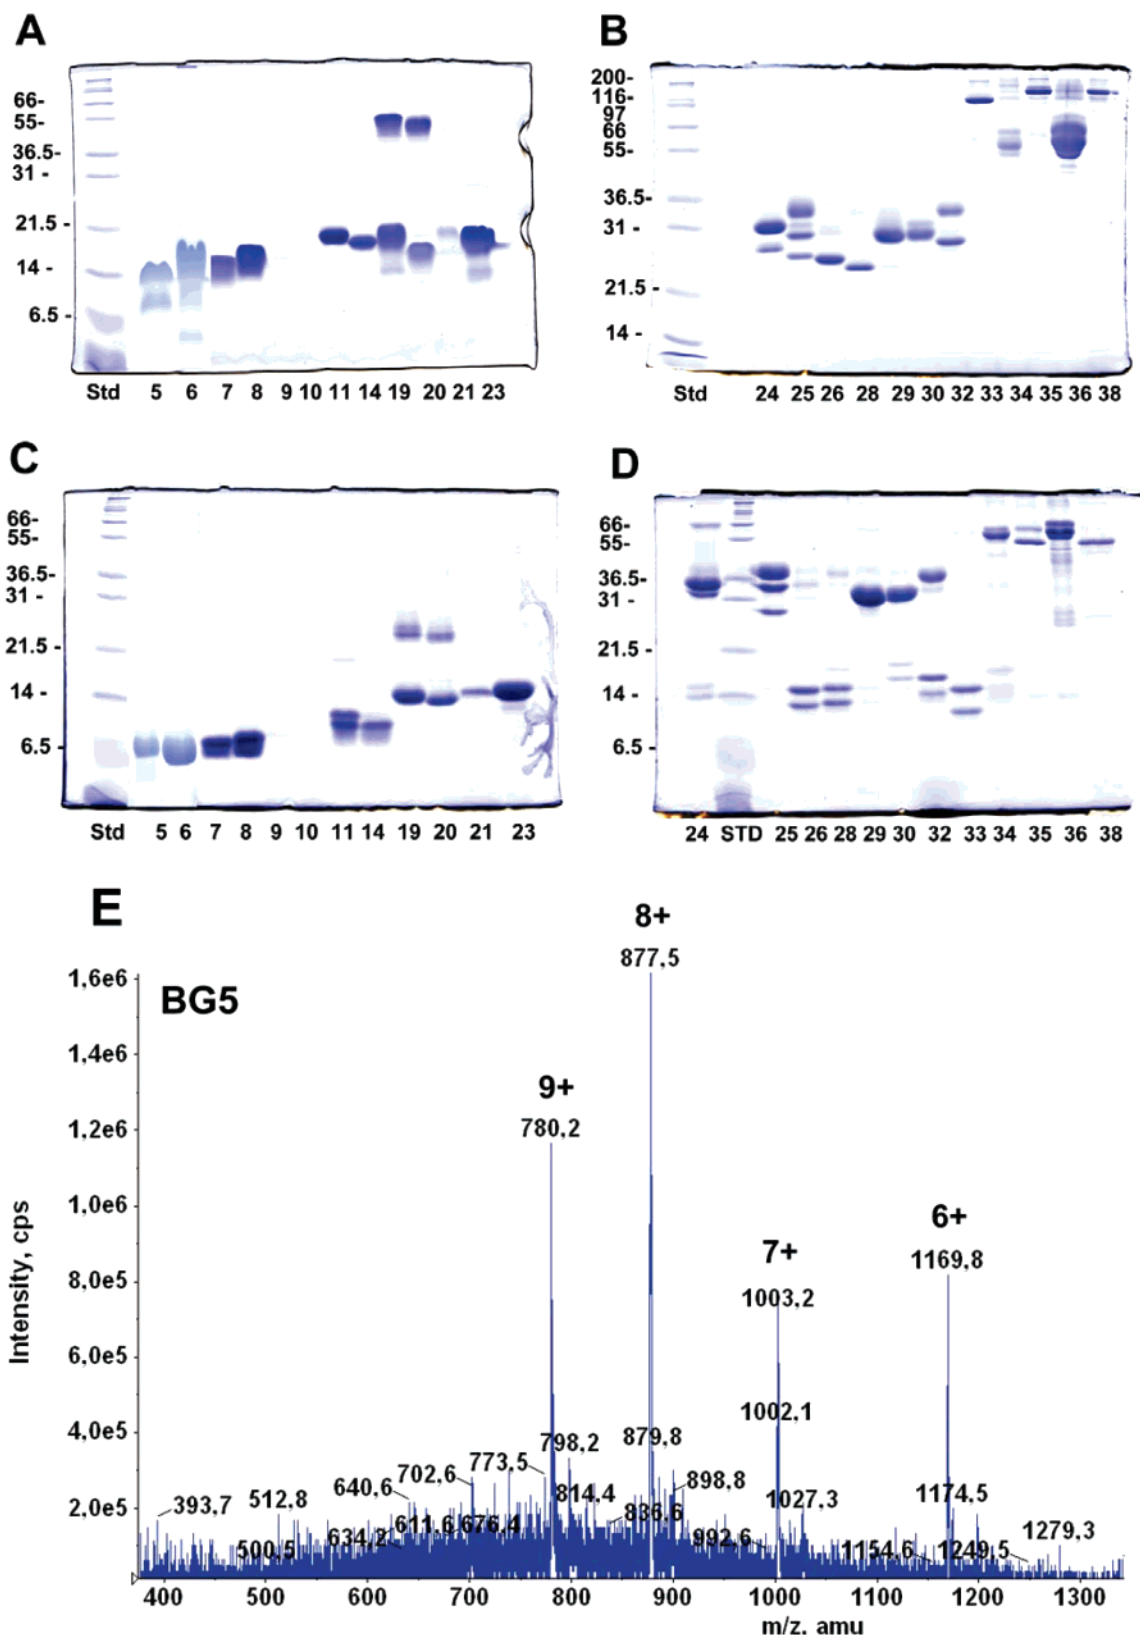 A
66-
55-
36.5-
31 -
21.5 -
14 -
6.5 -
Std 5 6 7 8 9 10 11 14 19 20 21 23
B
200-
116-
97
66
55-
36.5-
31 -
21.5 -
14 -
Std 24 25 26 28 29 30 32 33 34 35 36 38
C
66-
55-
36.5-
31 -
21.5 -
14 -
6.5 -
Std 5 6 7 8 9 10 11 14 19 20 21 23
D
66-
55-
36.5-
31 -
21.5 -
14 -
6.5 -
24 STD 25 26 28 29 30 32 33 34 35 36 38
E
BG5
8+
877,5
9+
780,2
6+
1169,8
7+
1003,2
1002,1
1,6e6
1,4e6
1,2e6
1,0e6
8,0e5
6,0e5
4,0e5
2,0e5
Intensity, cps
393,7
512,8
500,5
640,6
634,2
611,6
702,6
676,4
773,5
798,2
814,4
879,8
836,6
898,8
992,6
1027,3
1154,6
1174,5
1249,5
1279,3
400 500 600 700 800 900 1000 1100 1200 1300
m/z, amu